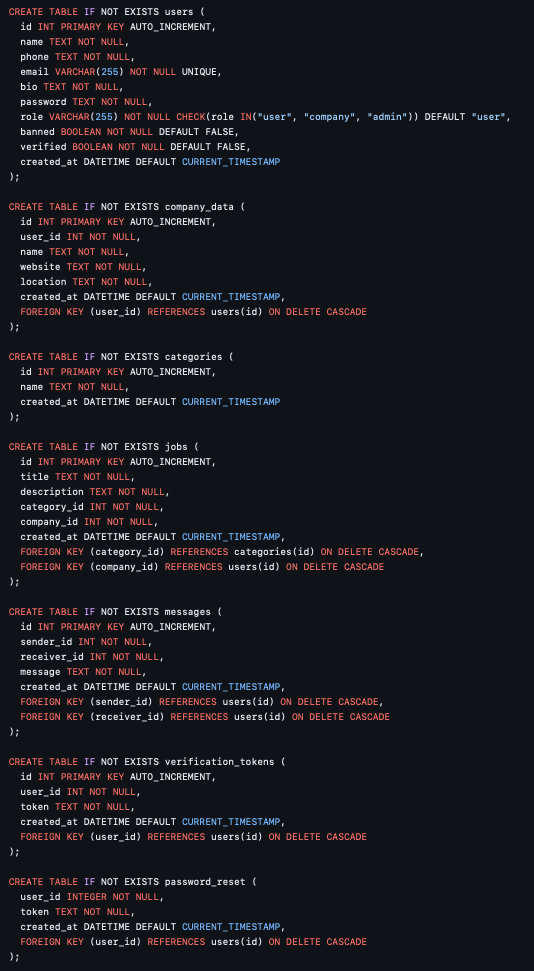 CREATE TABLE IF NOT EXISTS users (
  id INT PRIMARY KEY AUTO_INCREMENT,
  name TEXT NOT NULL,
  phone TEXT NOT NULL,
  email VARCHAR(255) NOT NULL UNIQUE,
  bio TEXT NOT NULL,
  password TEXT NOT NULL,
  role VARCHAR(255) NOT NULL CHECK(role IN("user", "company", "admin")) DEFAULT "user",
  banned BOOLEAN NOT NULL DEFAULT FALSE,
  verified BOOLEAN NOT NULL DEFAULT FALSE,
  created_at DATETIME DEFAULT CURRENT_TIMESTAMP
);

CREATE TABLE IF NOT EXISTS company_data (
  id INT PRIMARY KEY AUTO_INCREMENT,
  user_id INT NOT NULL,
  name TEXT NOT NULL,
  website TEXT NOT NULL,
  location TEXT NOT NULL,
  created_at DATETIME DEFAULT CURRENT_TIMESTAMP,
  FOREIGN KEY (user_id) REFERENCES users(id) ON DELETE CASCADE
);

CREATE TABLE IF NOT EXISTS categories (
  id INT PRIMARY KEY AUTO_INCREMENT,
  name TEXT NOT NULL,
  created_at DATETIME DEFAULT CURRENT_TIMESTAMP
);

CREATE TABLE IF NOT EXISTS jobs (
  id INT PRIMARY KEY AUTO_INCREMENT,
  title TEXT NOT NULL,
  description TEXT NOT NULL,
  category_id INT NOT NULL,
  company_id INT NOT NULL,
  created_at DATETIME DEFAULT CURRENT_TIMESTAMP,
  FOREIGN KEY (category_id) REFERENCES categories(id) ON DELETE CASCADE,
  FOREIGN KEY (company_id) REFERENCES users(id) ON DELETE CASCADE
);

CREATE TABLE IF NOT EXISTS messages (
  id INT PRIMARY KEY AUTO_INCREMENT,
  sender_id INT NOT NULL,
  receiver_id INT NOT NULL,
  message TEXT NOT NULL,
  created_at DATETIME DEFAULT CURRENT_TIMESTAMP,
  FOREIGN KEY (sender_id) REFERENCES users(id) ON DELETE CASCADE,
  FOREIGN KEY (receiver_id) REFERENCES users(id) ON DELETE CASCADE
);

CREATE TABLE IF NOT EXISTS verification_tokens (
  id INT PRIMARY KEY AUTO_INCREMENT,
  user_id INT NOT NULL,
  token TEXT NOT NULL,
  created_at DATETIME DEFAULT CURRENT_TIMESTAMP,
  FOREIGN KEY (user_id) REFERENCES users(id) ON DELETE CASCADE
);

CREATE TABLE IF NOT EXISTS password_reset (
  user_id INTEGER NOT NULL,
  token TEXT NOT NULL,
  created_at DATETIME DEFAULT CURRENT_TIMESTAMP,
  FOREIGN KEY (user_id) REFERENCES users(id) ON DELETE CASCADE
);